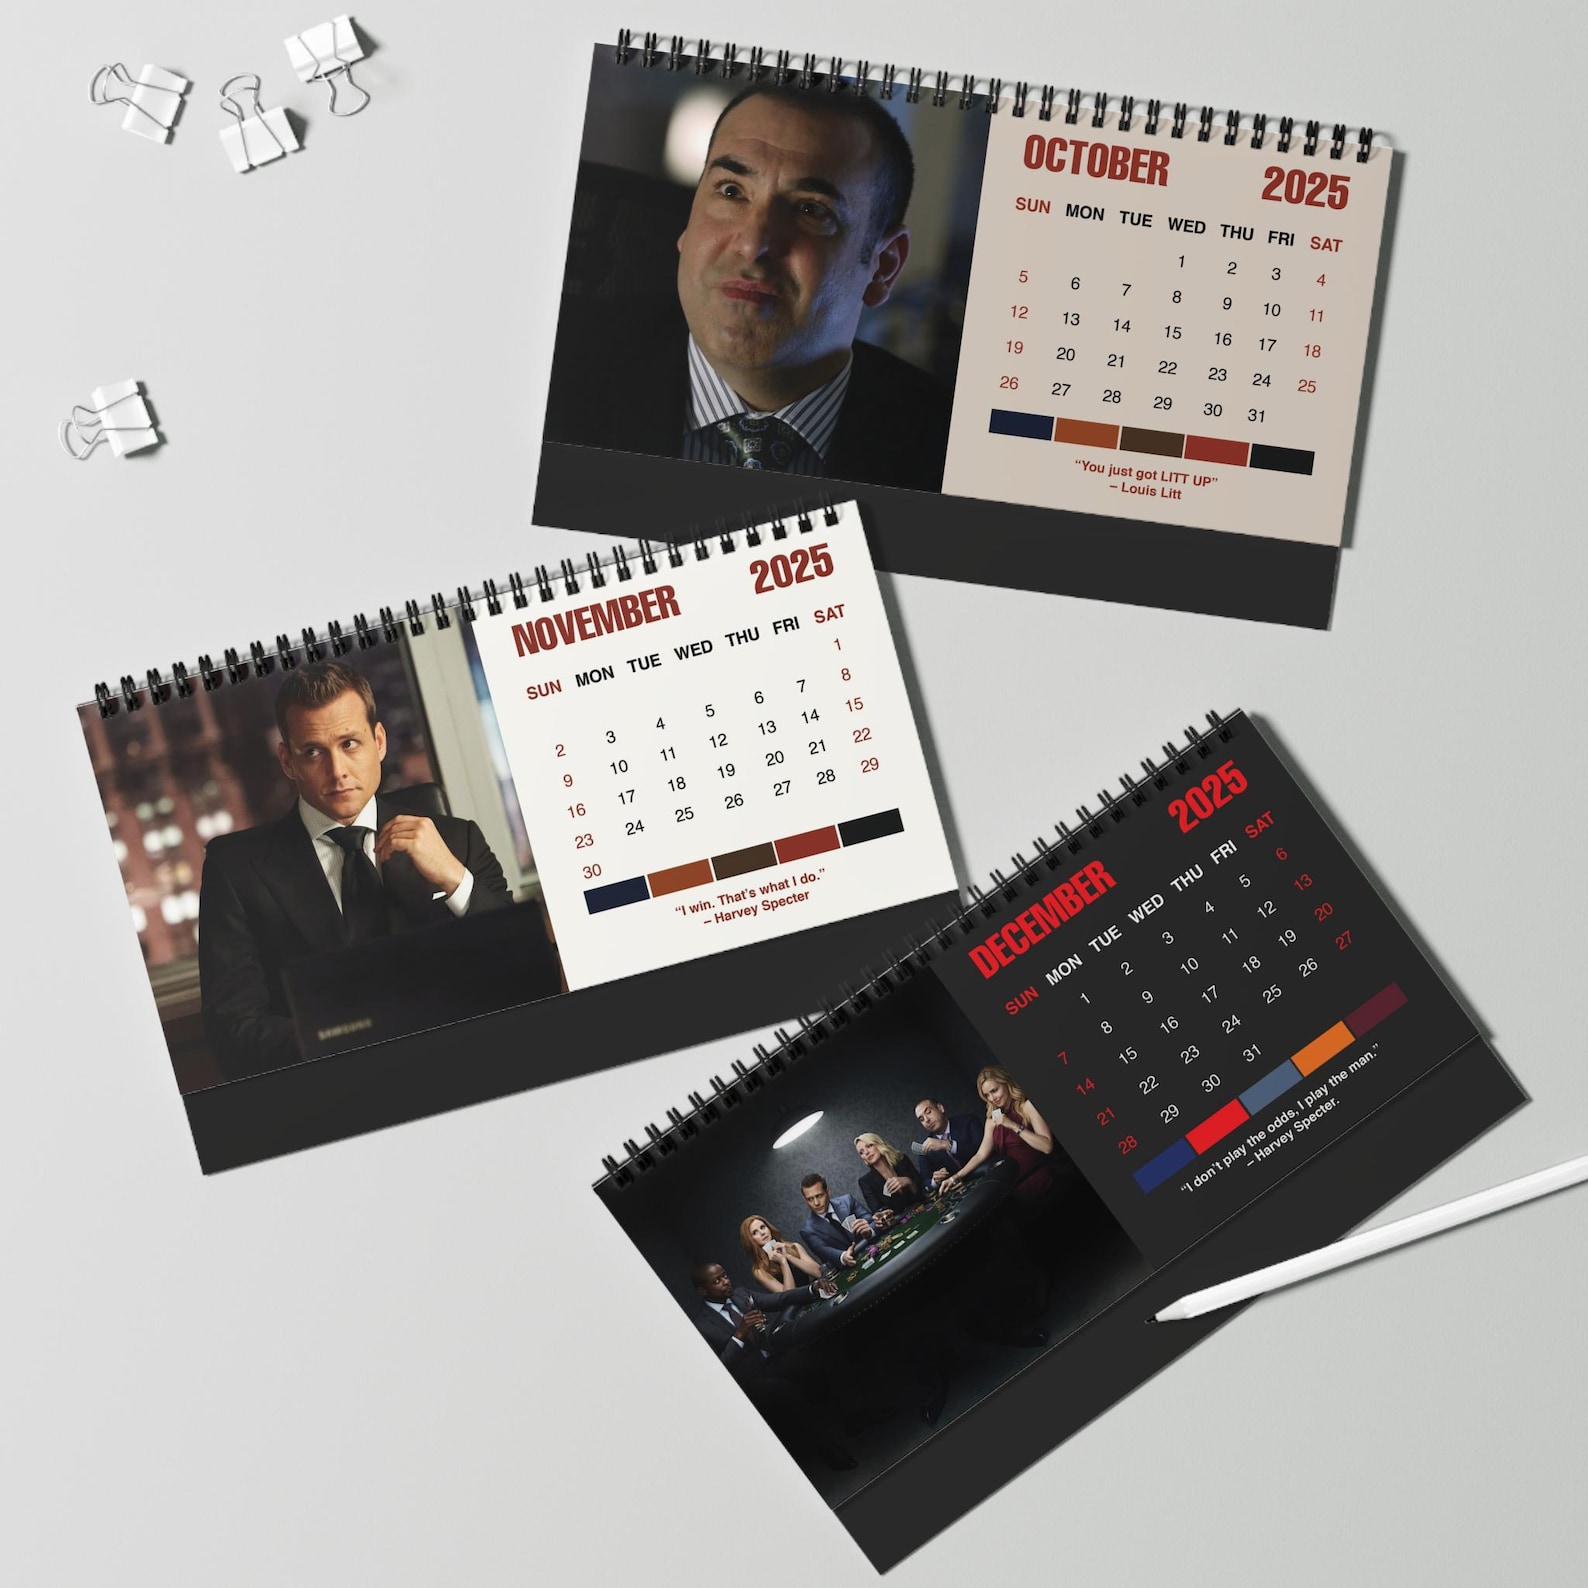 OCTOBER 2025
SUN MON TUE WED THU FRI SAT
1 2 3 4
5 6 7 8 9 10 11
12 13 14 15 16 17 18
19 20 21 22 23 24 25
26 27 28 29 30 31
“You just got LITT UP”
– Louis Litt
NOVEMBER 2025
SUN MON TUE WED THU FRI SAT
1
2 3 4 5 6 7 8
9 10 11 12 13 14 15
16 17 18 19 20 21 22
23 24 25 26 27 28 29
30
“I win. That’s what I do.”
– Harvey Specter
SAMSUNG
DECEMBER 2025
SUN MON TUE WED THU FRI SAT
1 2 3 4 5 6
7 8 9 10 11 12 13
14 15 16 17 18 19 20
21 22 23 24 25 26 27
28 29 30 31
“I don’t play the odds, I play the man.”
– Harvey Specter.